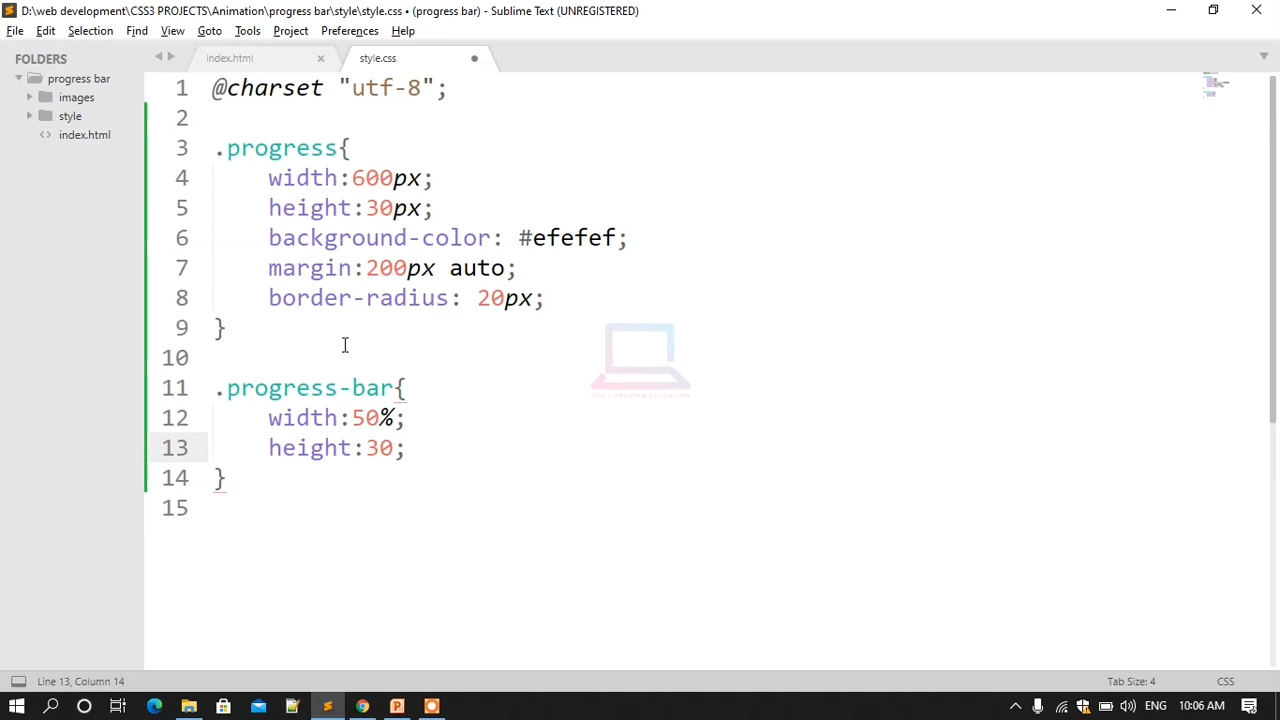 D:\web development\CSS3 PROJECTS\Animation\progress bar\style\style.css • (progress bar) - Sublime Text (UNREGISTERED)
File Edit Selection Find View Goto Tools Project Preferences Help
FOLDERS
progress bar
images
style
index.html
index.html
style.css
1 @charset "utf-8";
2
3 .progress{
4 width:600px;
5 height:30px;
6 background-color: #efefef;
7 margin:200px auto;
8 border-radius: 20px;
9 }
10
11 .progress-bar{
12 width:50%;
13 height:30;
14 }
15
Line 13, Column 14
Tab Size: 4
CSS
10:06 AM